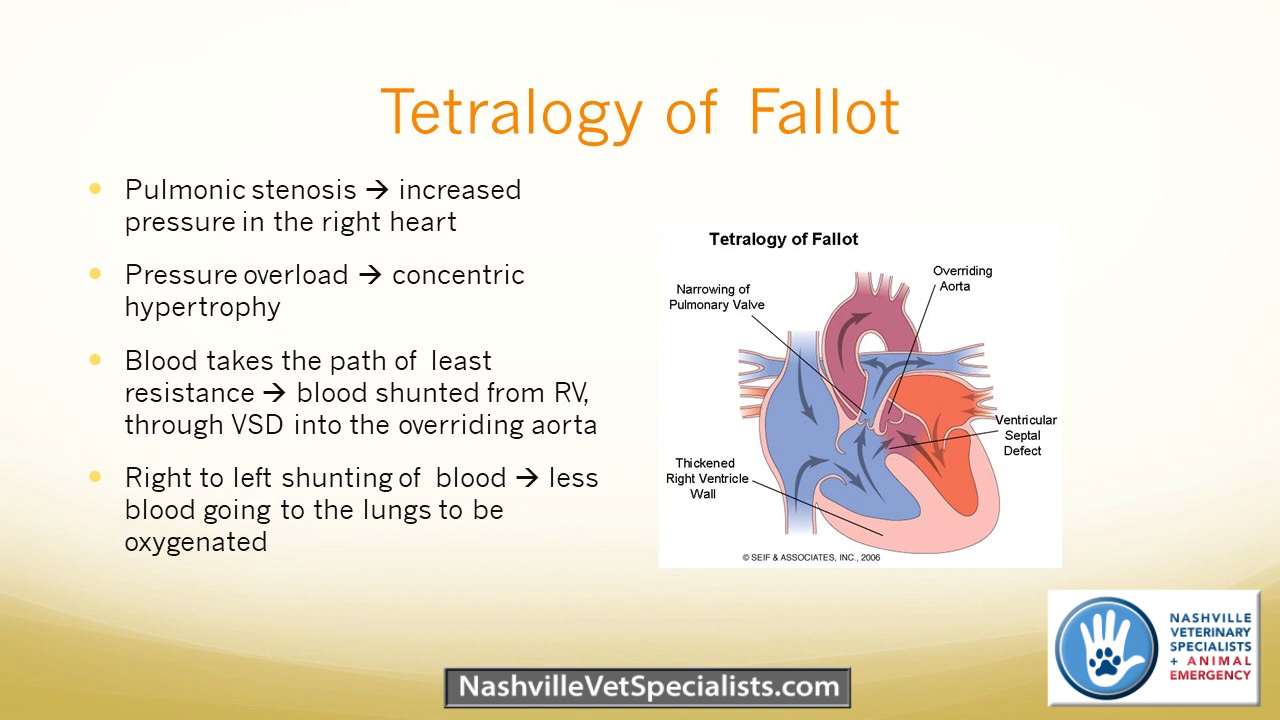 Tetralogy of Fallot
Pulmonic stenosis → increased
pressure in the right heart
Pressure overload → concentric
hypertrophy
Blood takes the path of least
resistance → blood shunted from RV,
through VSD into the overriding aorta
Right to left shunting of blood → less
blood going to the lungs to be
oxygenated
Tetralogy of Fallot
Overriding
Aorta
Narrowing of
Pulmonary Valve
Ventricular
Septal
Defect
Thickened
Right Ventricle
Wall
© SEIF & ASSOCIATES, INC., 2006
NASHVILLE
VETERINARY
SPECIALISTS
+ ANIMAL
EMERGENCY
NashvilleVetSpecialists.com